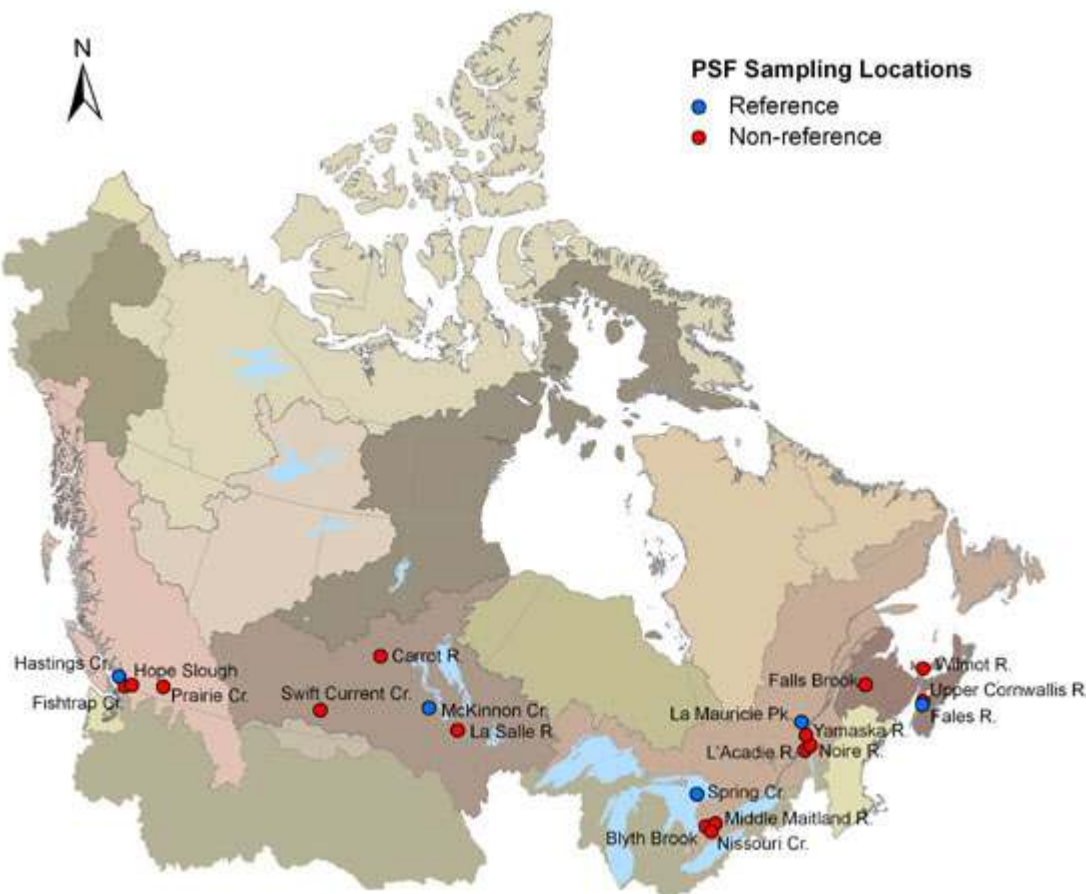 N
PSF Sampling Locations
Reference
Non-reference
Hastings Cr.
Hope Slough
Fishtrap Cr.
Prairie Cr.
Carrot R.
Swift Current Cr.
McKinnon Cr.
La Salle R.
Wilmot R.
Falls Brook
Upper Cornwallis R.
Fales R.
La Mauricie Pk.
Yamaska R.
L'Acadie R.
Noire R.
Spring Cr.
Middle Maitland R.
Blyth Brook
Nissouri Cr.